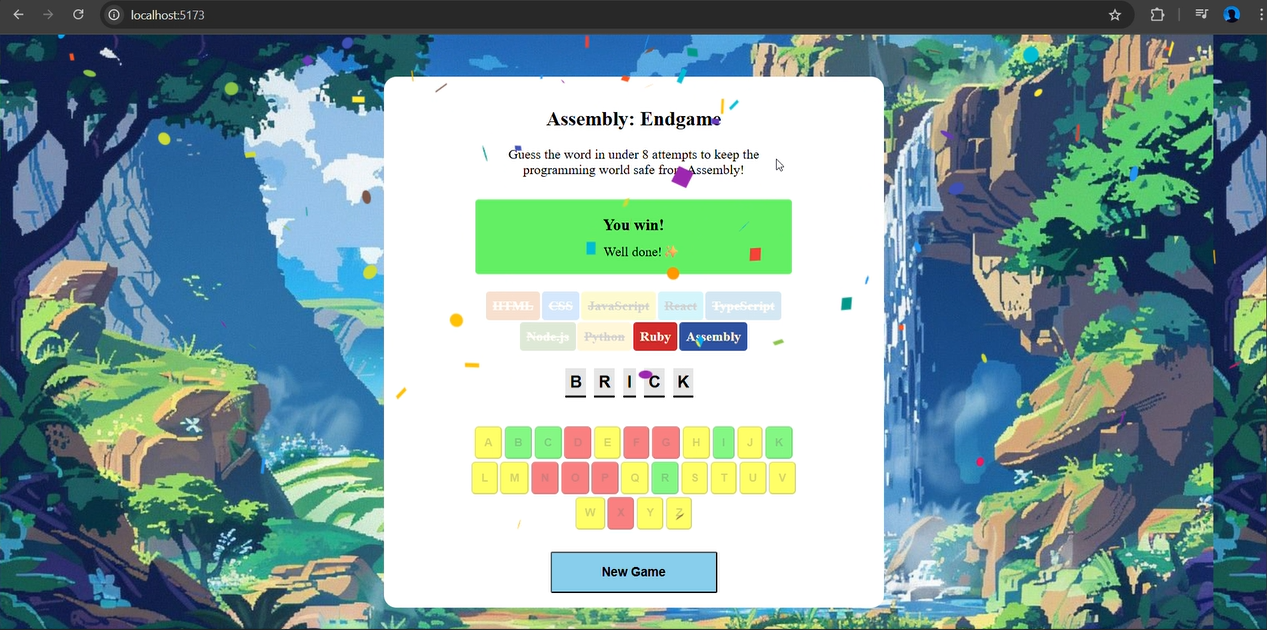 localhost:5173
Assembly: Endgame
Guess the word in under 8 attempts to keep the
programming world safe from Assembly!
You win!
Well done! ✨
HTML CSS JavaScript React TypeScript
Node.js Python Ruby Assembly
B R I C K
A B C D E F G H I J K
L M N O P Q R S T U V
W X Y Z
New Game